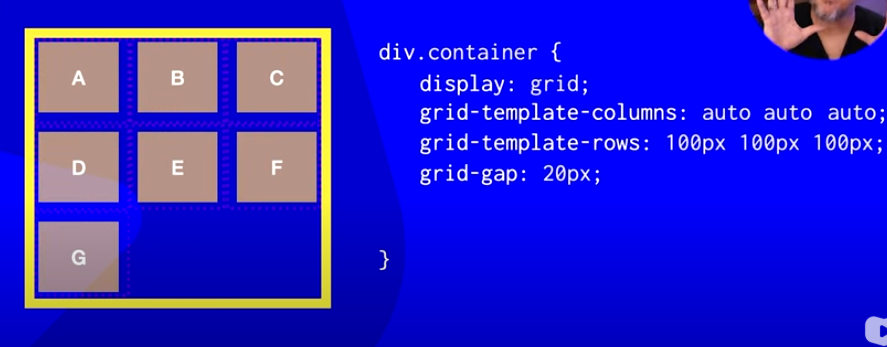 A B C
D E F
G
div.container {
display: grid;
grid-template-columns: auto auto auto;
grid-template-rows: 100px 100px 100px;
grid-gap: 20px;
}